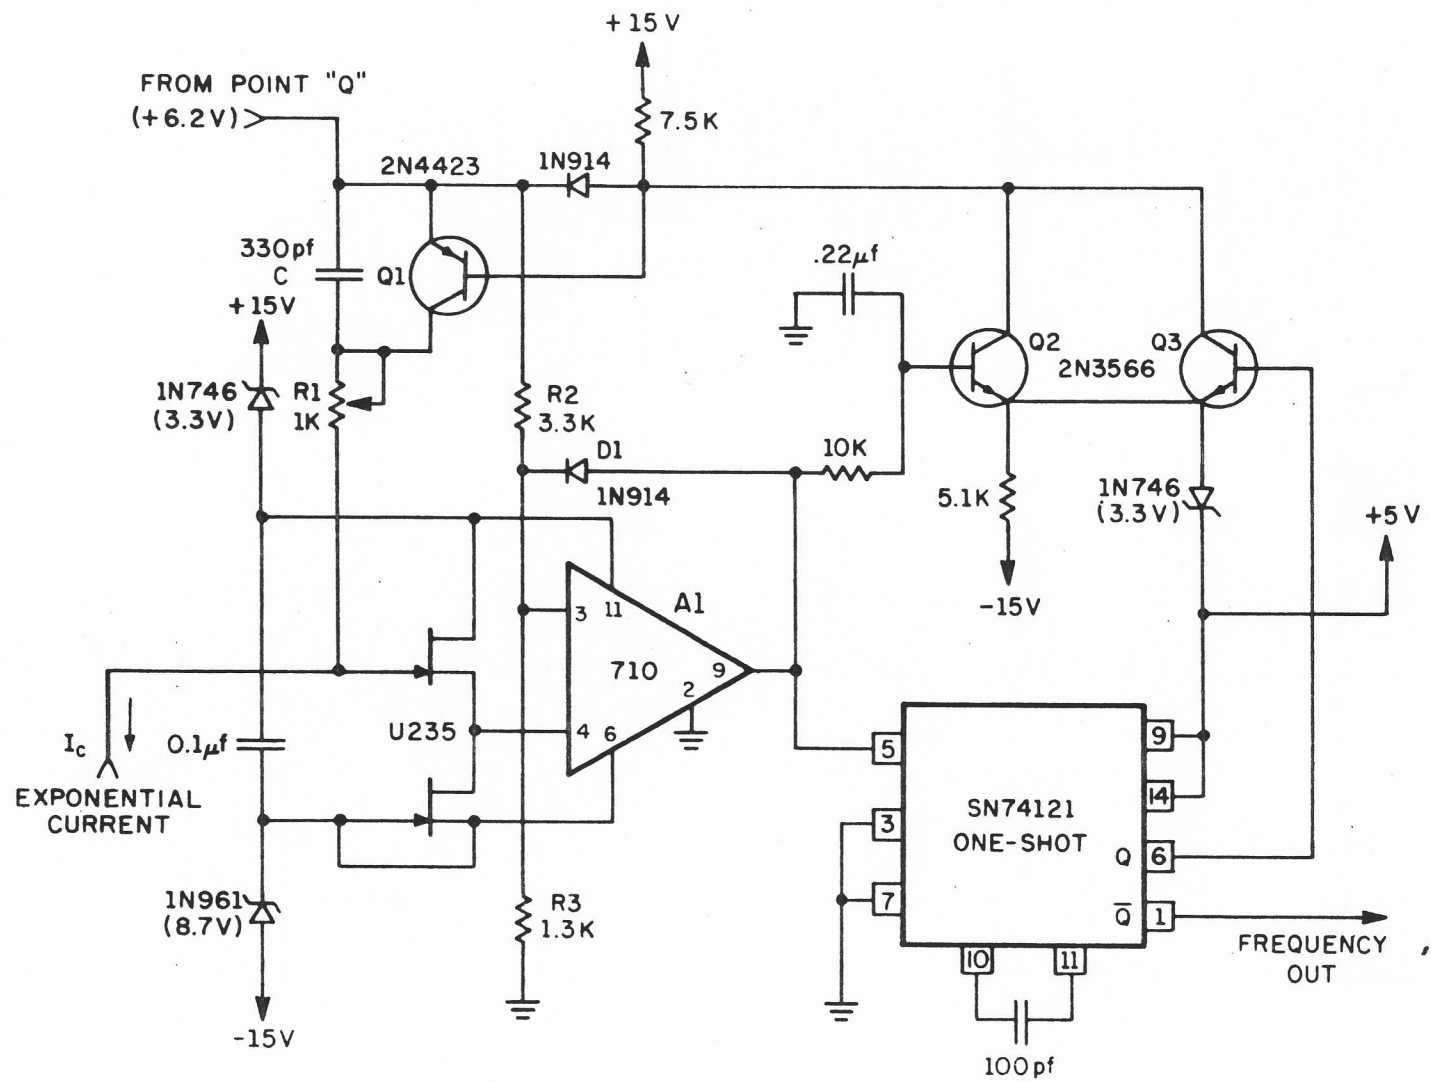 +15V
FROM POINT "Q"
(+6.2V)
7.5K
2N4423
1N914
330pf
C
Q1
.22μf
+15V
Q2
Q3
2N3566
1N746
(3.3V)
R1
1K
R2
3.3K
D1
1N914
10K
5.1K
1N746
(3.3V)
+5V
-15V
A1
3
11
710
9
2
4
6
U235
Ic
0.1μf
EXPONENTIAL
CURRENT
5
9
14
SN74121
ONE-SHOT
3
7
Q
6
Q̅
1
10
11
1N961
(8.7V)
R3
1.3K
FREQUENCY
OUT
-15V
100pf